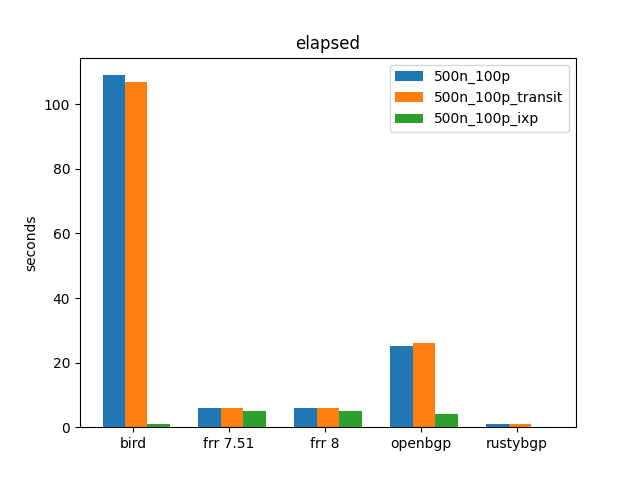 elapsed
500n_100p
500n_100p_transit
500n_100p_ixp
seconds
100
80
60
40
20
0
bird
frr 7.51
frr 8
openbgp
rustybgp